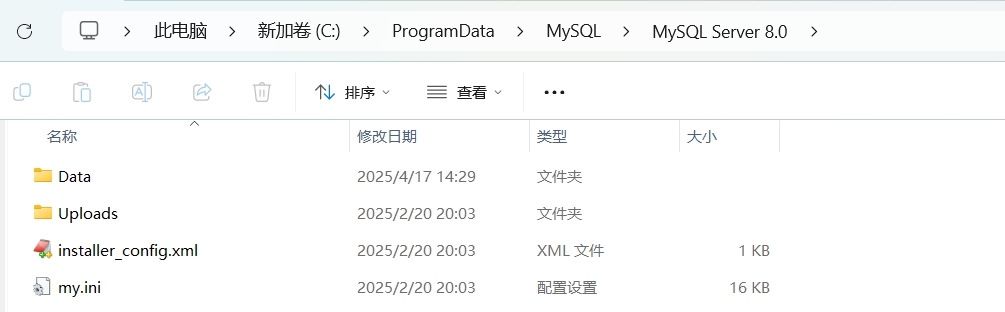 此电脑 新加卷 (C:) ProgramData MySQL MySQL Server 8.0
排序 查看
名称 修改日期 类型 大小
Data 2025/4/17 14:29 文件夹
Uploads 2025/2/20 20:03 文件夹
installer_config.xml 2025/2/20 20:03 XML 文件 1 KB
my.ini 2025/2/20 20:03 配置设置 16 KB